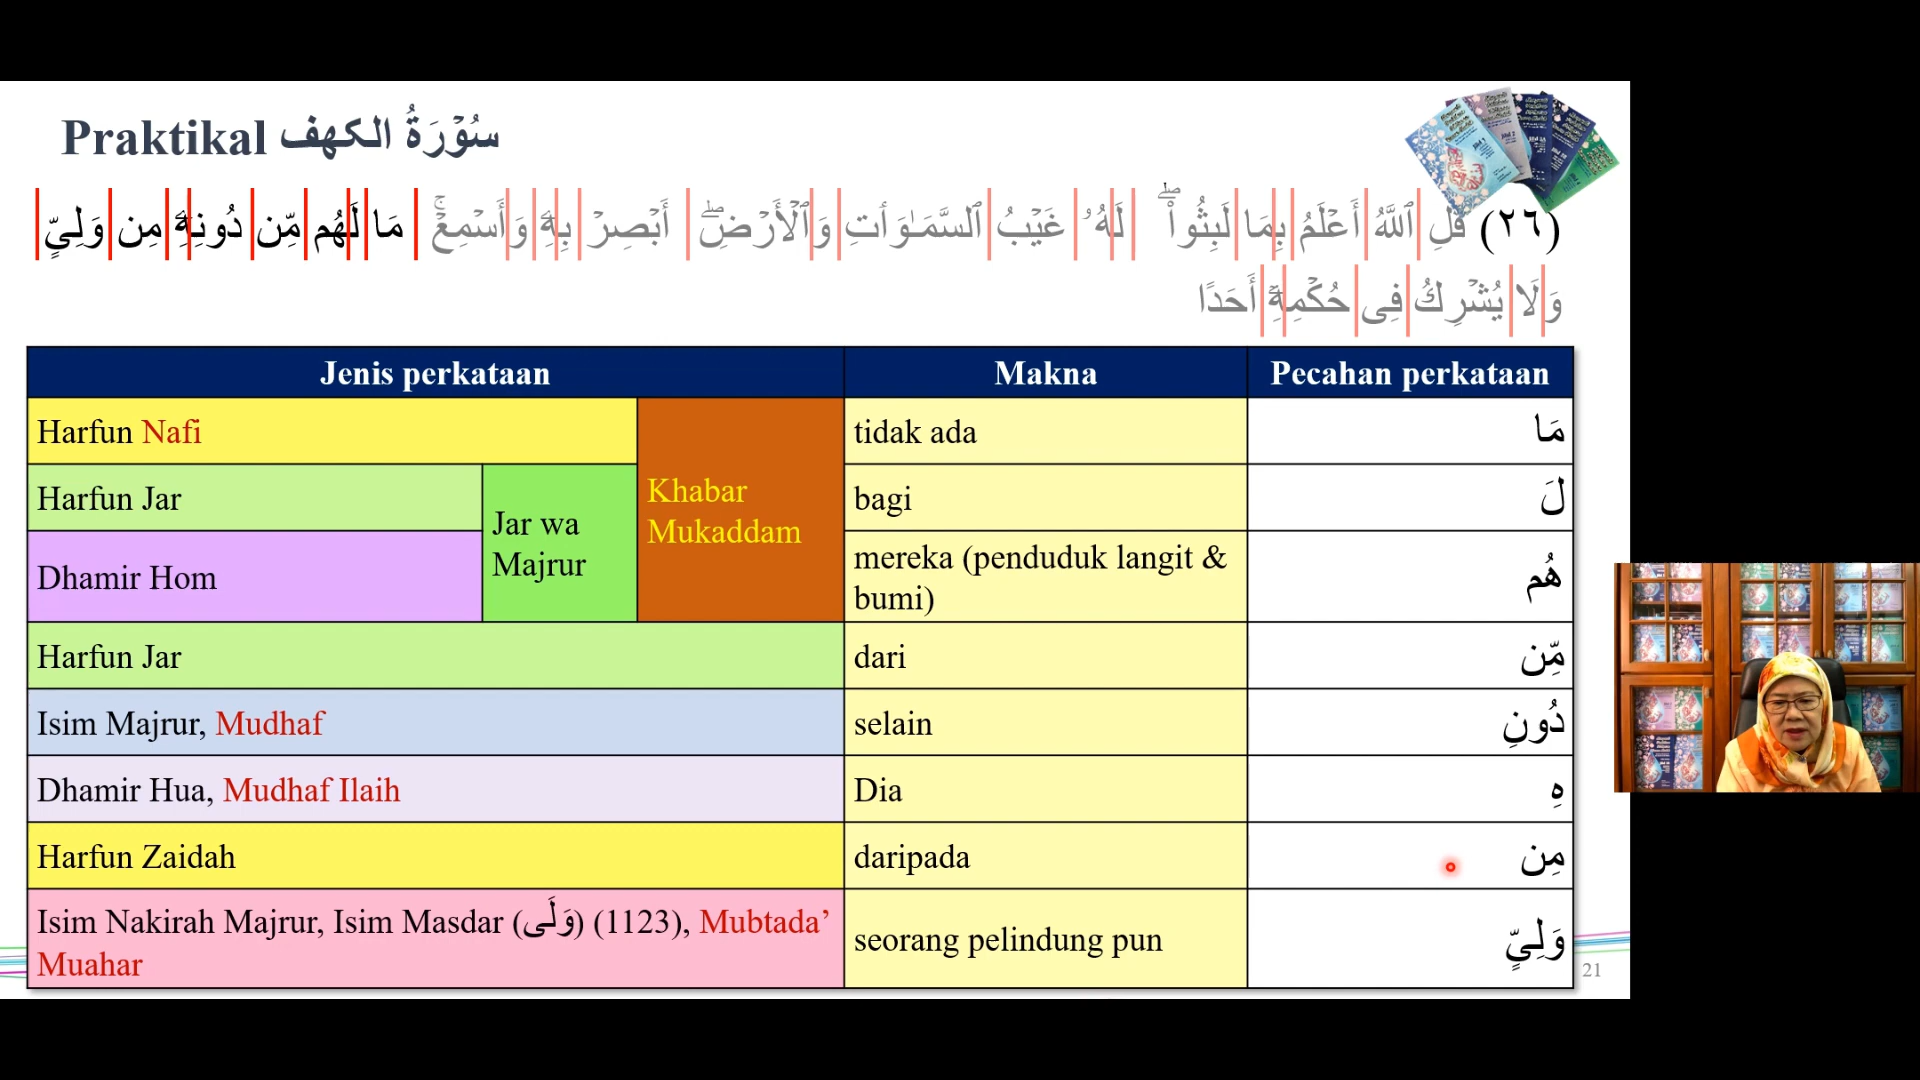 Praktikal سُوْرَةُ الكهف
(٢٦) قُلِ ٱللَّهُ أَعْلَمُ بِمَا لَبِثُوا۟ ۖ لَهُۥ غَيْبُ ٱلسَّمَـٰوَٰتِ وَٱلْأَرْضِ ۖ أَبْصِرْ بِهِۦ وَأَسْمِعْ ۚ مَا لَهُم مِّن دُونِهِۦ مِن وَلِىٍّ
وَلَا يُشْرِكُ فِى حُكْمِهِۦٓ أَحَدًا
Jenis perkataan Makna Pecahan perkataan
Harfun Nafi tidak ada مَا
Harfun Jar bagi لَ
Jar wa Majrur
Khabar Mukaddam
Dhamir Hom mereka (penduduk langit & bumi) هُم
Harfun Jar dari مِّن
Isim Majrur, Mudhaf selain دُونِ
Dhamir Hua, Mudhaf Ilaih Dia هِ
Harfun Zaidah daripada مِن
Isim Nakirah Majrur, Isim Masdar (وَلَى) (1123), Mubtada’ Muahar seorang pelindung pun وَلِىٍّ
21